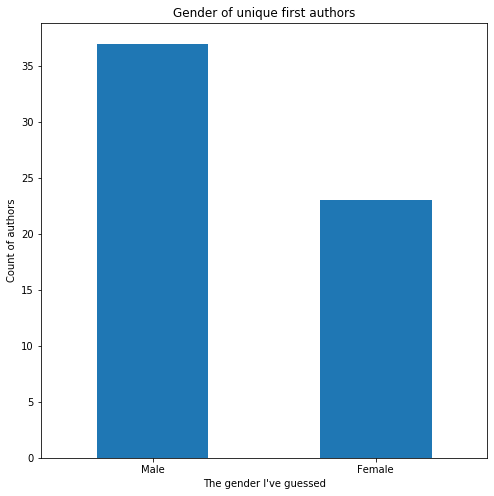 Gender of unique first authors
Count of authors
35
30
25
20
15
10
5
0
Male Female
The gender I've guessed